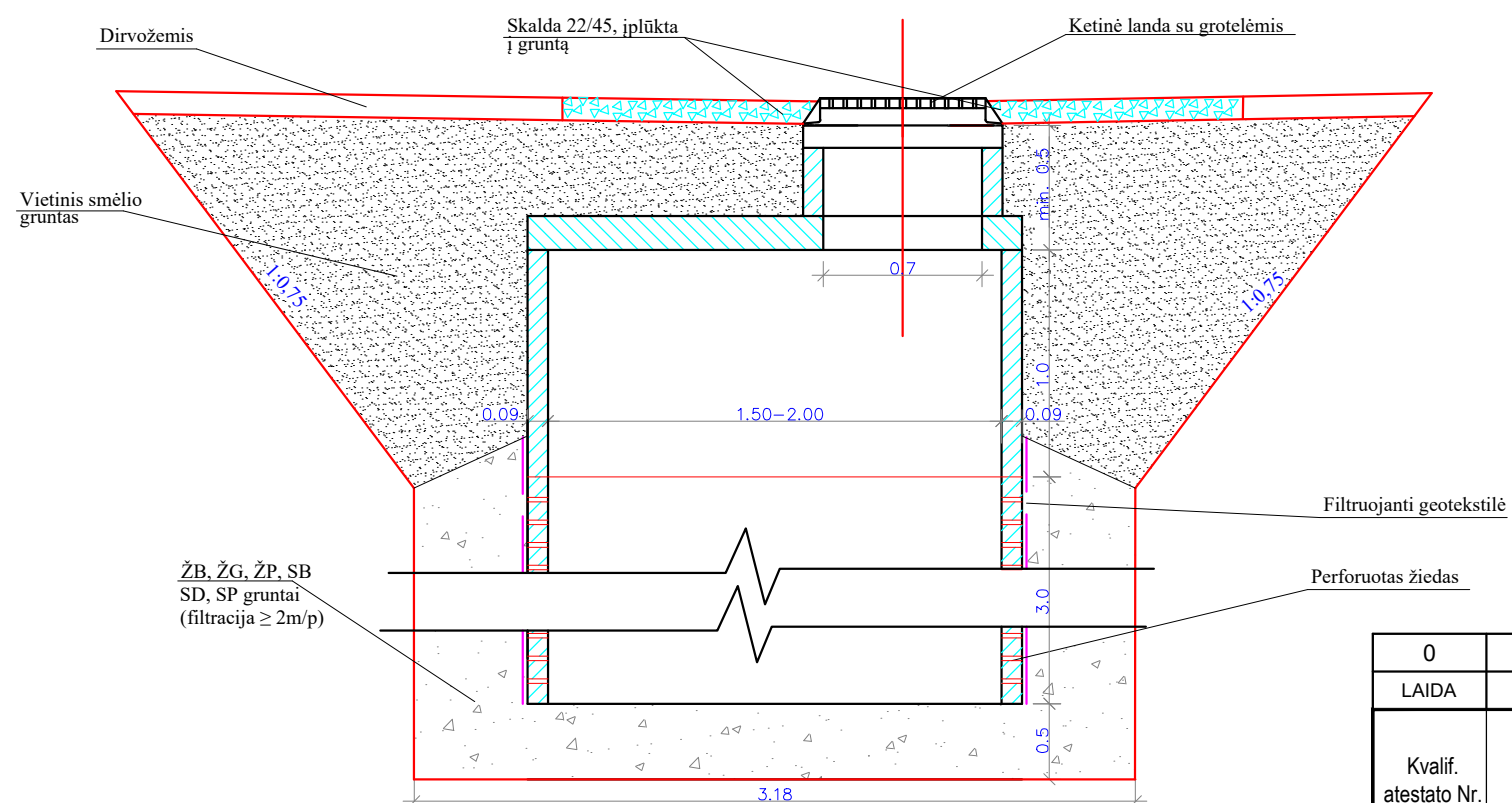 Dirvožemis
Skalda 22/45, įplūkta
į gruntą
Ketinė landa su grotelėmis
Vietinis smėlio
gruntas
min. 0.5
0.7
1:0,75
1:0,75
1.0
0.09
1.50-2.00
0.09
Filtruojanti geotekstilė
ŽB, ŽG, ŽP, SB
SD, SP gruntai
(filtracija ≥ 2m/p)
Perforuotas žiedas
3.0
0.5
3.18
0
LAIDA
Kvalif.
atestato Nr.